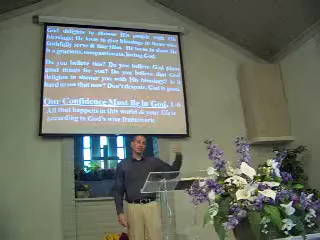 God delights to shower His people with His
blessings; He loves to give blessings to those who
faithfully serve & fear Him. He loves to show He
is a gracious, compassionate, loving God.
Do you believe this? Do you believe God plans
good things for you? Do you believe that God
delights to shower you with His blessings? Is it
hard to see that now? Don't despair, God is good.
Our Confidence Must Be in God, 1-6
All that happens in this world & your life is
according to God's wise framework